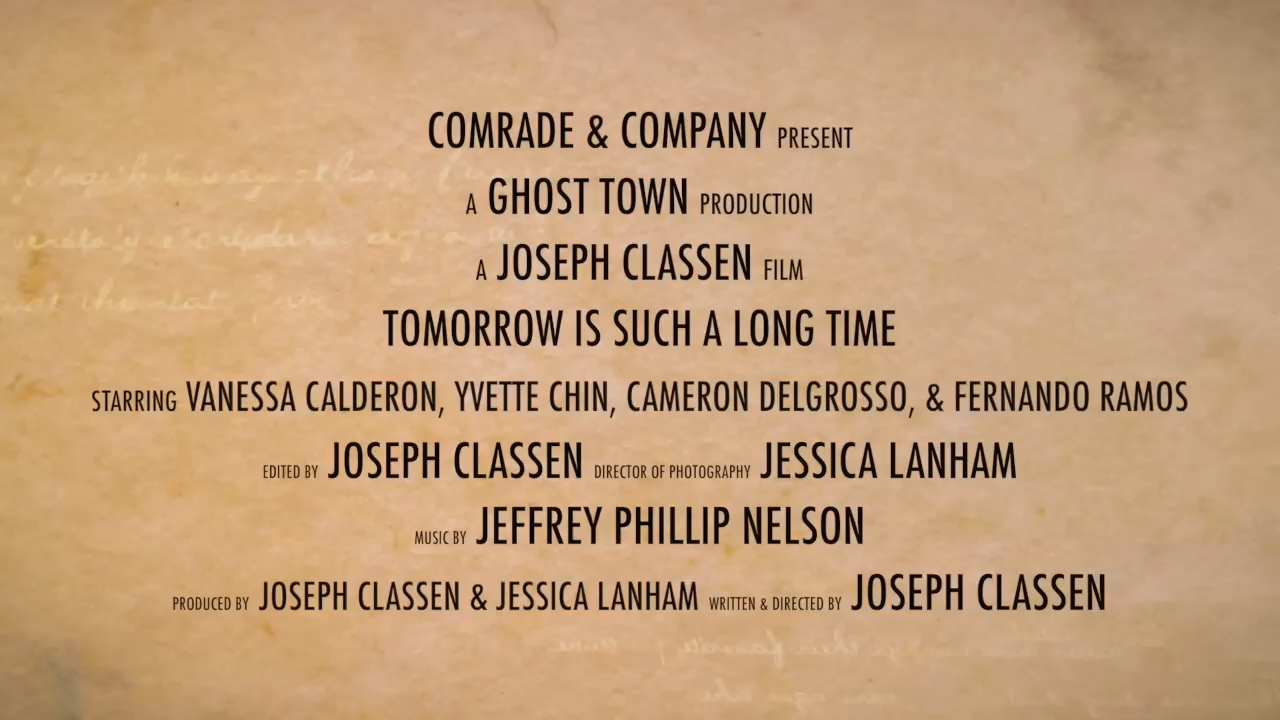 COMRADE & COMPANY PRESENT
A GHOST TOWN PRODUCTION
A JOSEPH CLASSEN FILM
TOMORROW IS SUCH A LONG TIME
STARRING VANESSA CALDERON, YVETTE CHIN, CAMERON DELGROSSO, & FERNANDO RAMOS
EDITED BY JOSEPH CLASSEN DIRECTOR OF PHOTOGRAPHY JESSICA LANHAM
MUSIC BY JEFFREY PHILLIP NELSON
PRODUCED BY JOSEPH CLASSEN & JESSICA LANHAM WRITTEN & DIRECTED BY JOSEPH CLASSEN